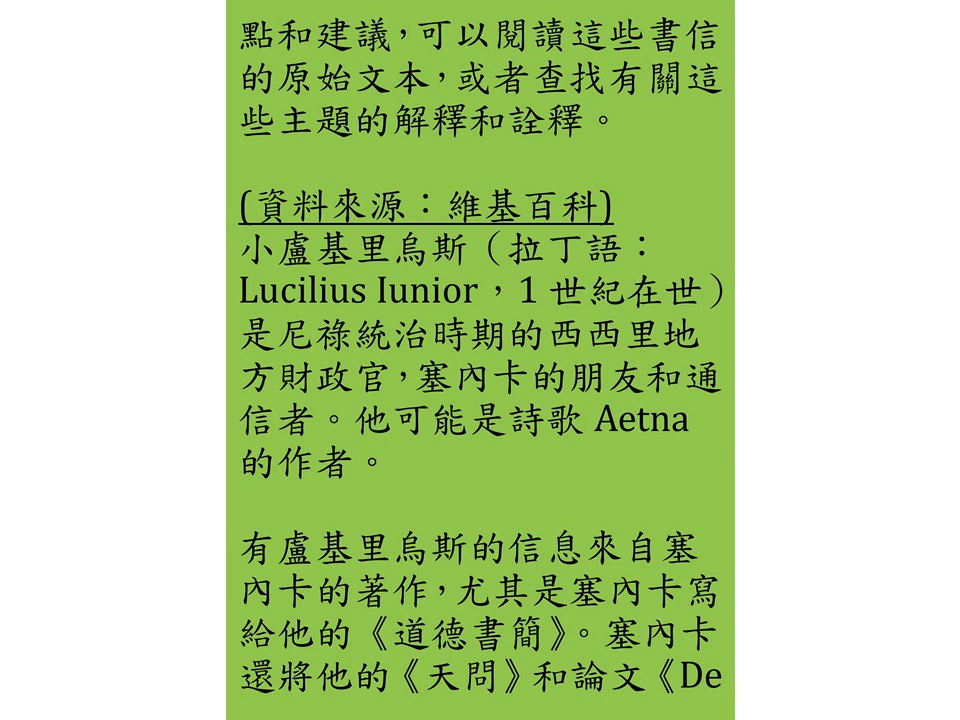 點和建議，可以閱讀這些書信
的原始文本，或者查找有關這
些主題的解釋和詮釋。
(資料來源：維基百科)
小盧基里烏斯（拉丁語：
Lucilius Iunior，1 世紀在世）
是尼祿統治時期的西西里地
方財政官，塞內卡的朋友和通
信者。他可能是詩歌 Aetna
的作者。
有盧基里烏斯的信息來自塞
內卡的著作，尤其是塞內卡寫
給他的《道德書簡》。塞內卡
還將他的《天問》和論文《De